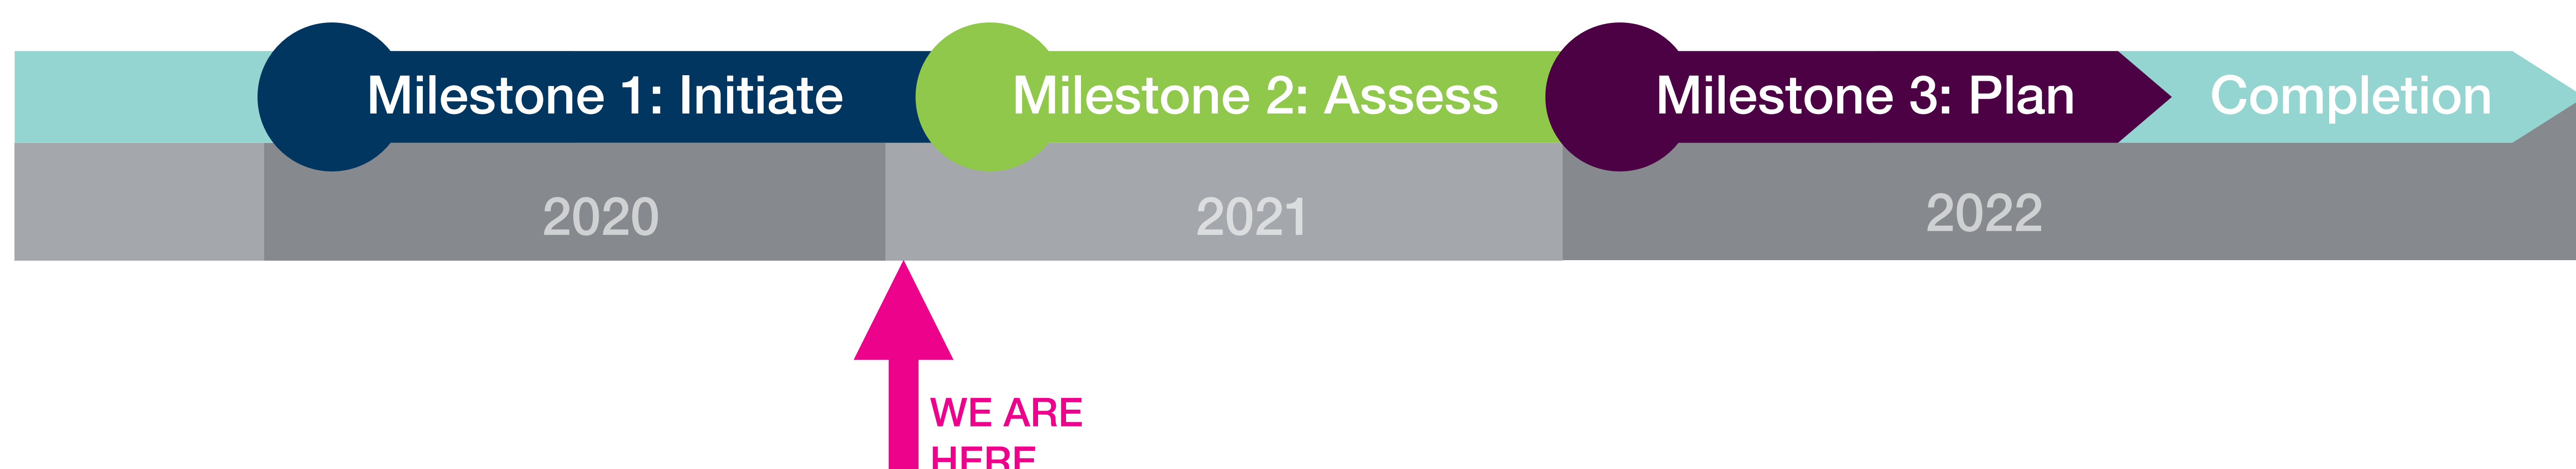 Milestone 1: Initiate
Milestone 2: Assess
Milestone 3: Plan
Completion
2020
2021
2022
WE ARE
HERE